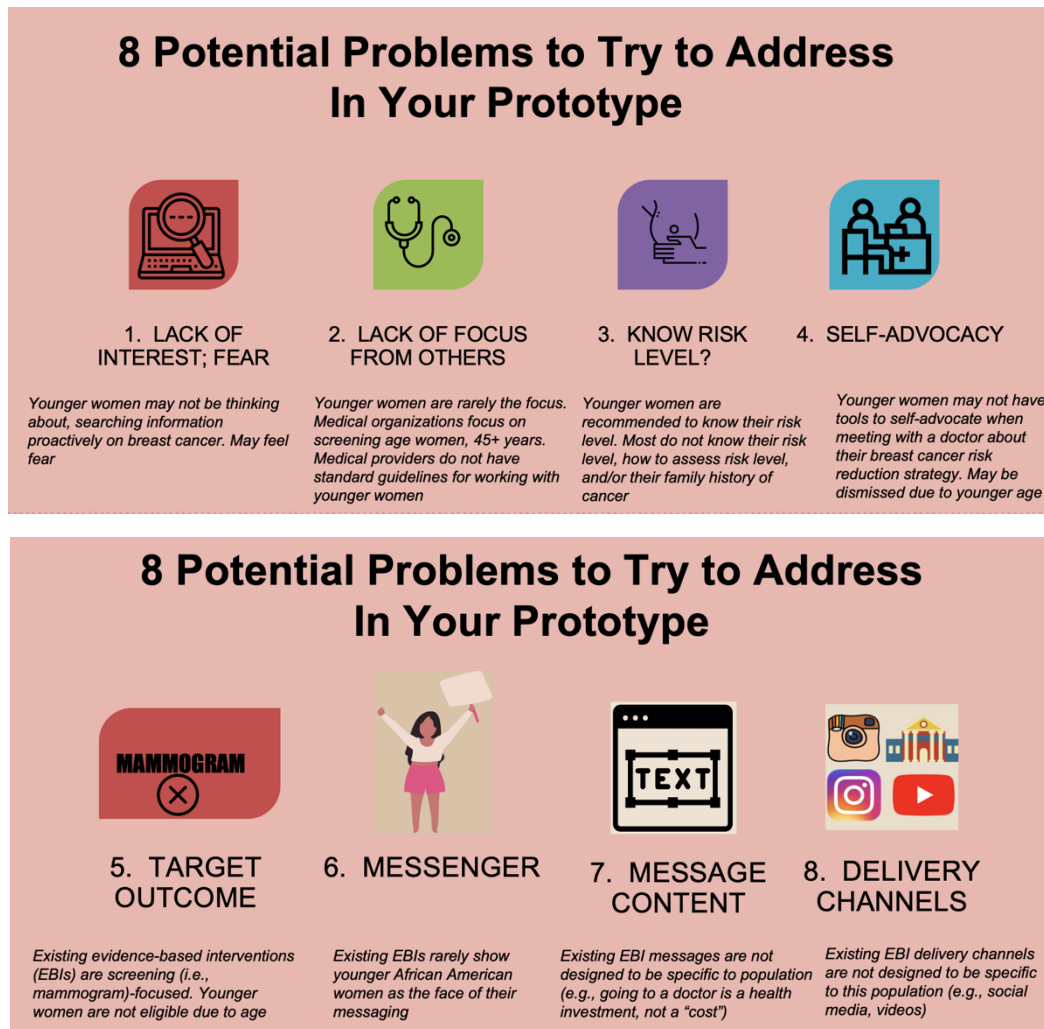 8 Potential Problems to Try to Address
In Your Prototype
1. LACK OF
INTEREST; FEAR
Younger women may not be thinking
about, searching information
proactively on breast cancer. May feel
fear
2. LACK OF FOCUS
FROM OTHERS
Younger women are rarely the focus.
Medical organizations focus on
screening age women, 45+ years.
Medical providers do not have
standard guidelines for working with
younger women
3. KNOW RISK
LEVEL?
Younger women are
recommended to know their risk
level. Most do not know their risk
level, how to assess risk level,
and/or their family history of
cancer
4. SELF-ADVOCACY
Younger women may not have
tools to self-advocate when
meeting with a doctor about
their breast cancer risk
reduction strategy. May be
dismissed due to younger age
8 Potential Problems to Try to Address
In Your Prototype
MAMMOGRAM
5. TARGET
OUTCOME
Existing evidence-based interventions
(EBIs) are screening (i.e.,
mammogram)-focused. Younger
women are not eligible due to age
6. MESSENGER
Existing EBIs rarely show
younger African American
women as the face of their
messaging
TEXT
7. MESSAGE
CONTENT
Existing EBI messages are not
designed to be specific to population
(e.g., going to a doctor is a health
investment, not a “cost”)
8. DELIVERY
CHANNELS
Existing EBI delivery channels
are not designed to be specific
to this population (e.g., social
media, videos)